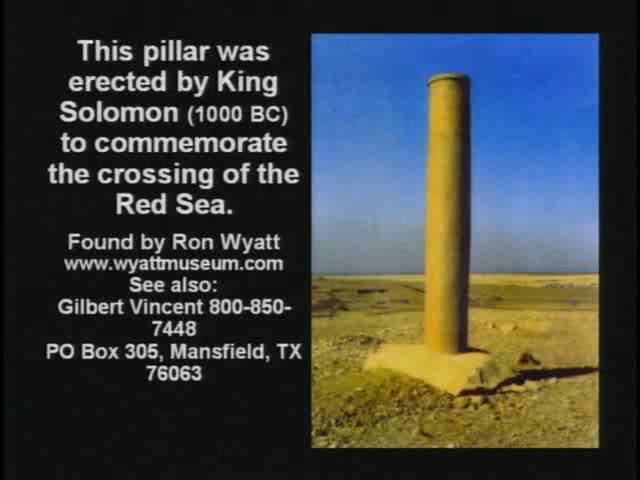 This pillar was
erected by King
Solomon (1000 BC)
to commemorate
the crossing of the
Red Sea.
Found by Ron Wyatt
www.wyattmuseum.com
See also:
Gilbert Vincent 800-850-
7448
PO Box 305, Mansfield, TX
76063